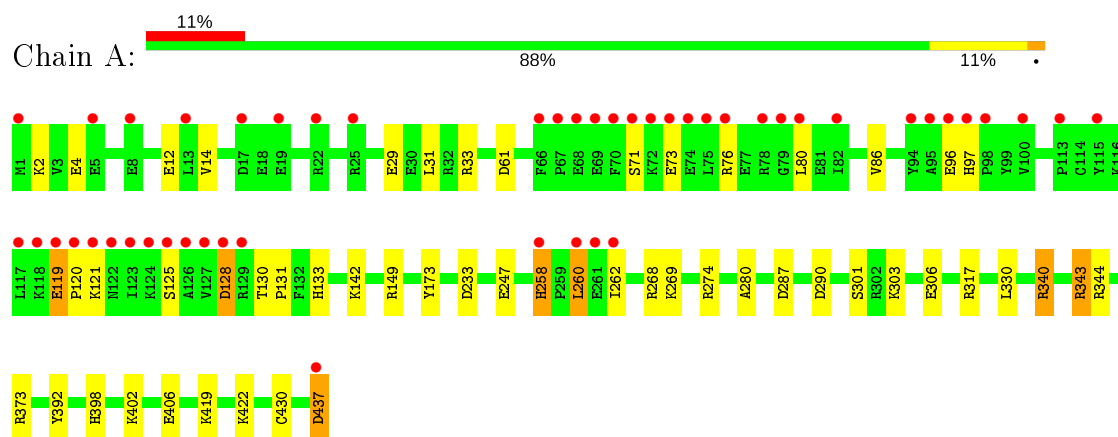 11%
Chain A:
88% 11% •
M1 K2 V3 E4 E5 E8 E12 L13 V14 D17 E18 E19 R22 R25 E29 E30 L31 R32 R33 D61 F66 P67 E68 E69 F70 S71 K72 E73 E74 L75 R76 E77 R78 G79 L80 E81 I82 V86 Y94 A95 E96 H97 P98 Y99 V100 P113 C114 Y115 K116
L117 K118 E119 P120 K121 N122 I123 K124 S125 A126 V127 D128 R129 T130 P131 F132 H133 K142 R149 Y173 D233 E247 H258 P259 L260 E261 I262 R268 K269 R274 A280 D287 D290 S301 R302 K303 E306 R317 L330 R340 R343 R344
R373 Y392 H398 K402 E406 K419 K422 C430 D437